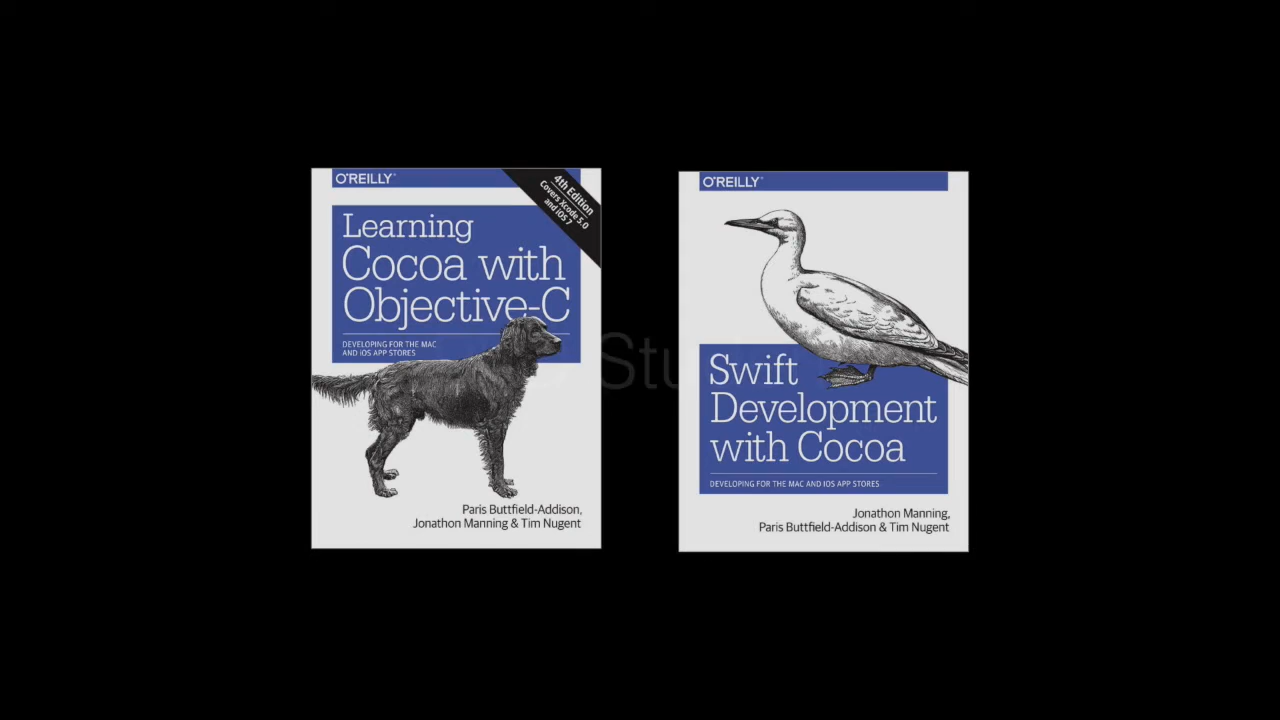 O'REILLY®
4th Edition
Covers Xcode 5.0
and iOS 7
Learning
Cocoa with
Objective-C
DEVELOPING FOR THE MAC
AND iOS APP STORES
Paris Buttfield-Addison,
Jonathon Manning & Tim Nugent
O'REILLY®
Swift
Development
with Cocoa
DEVELOPING FOR THE MAC AND IOS APP STORES
Jonathon Manning,
Paris Buttfield-Addison & Tim Nugent